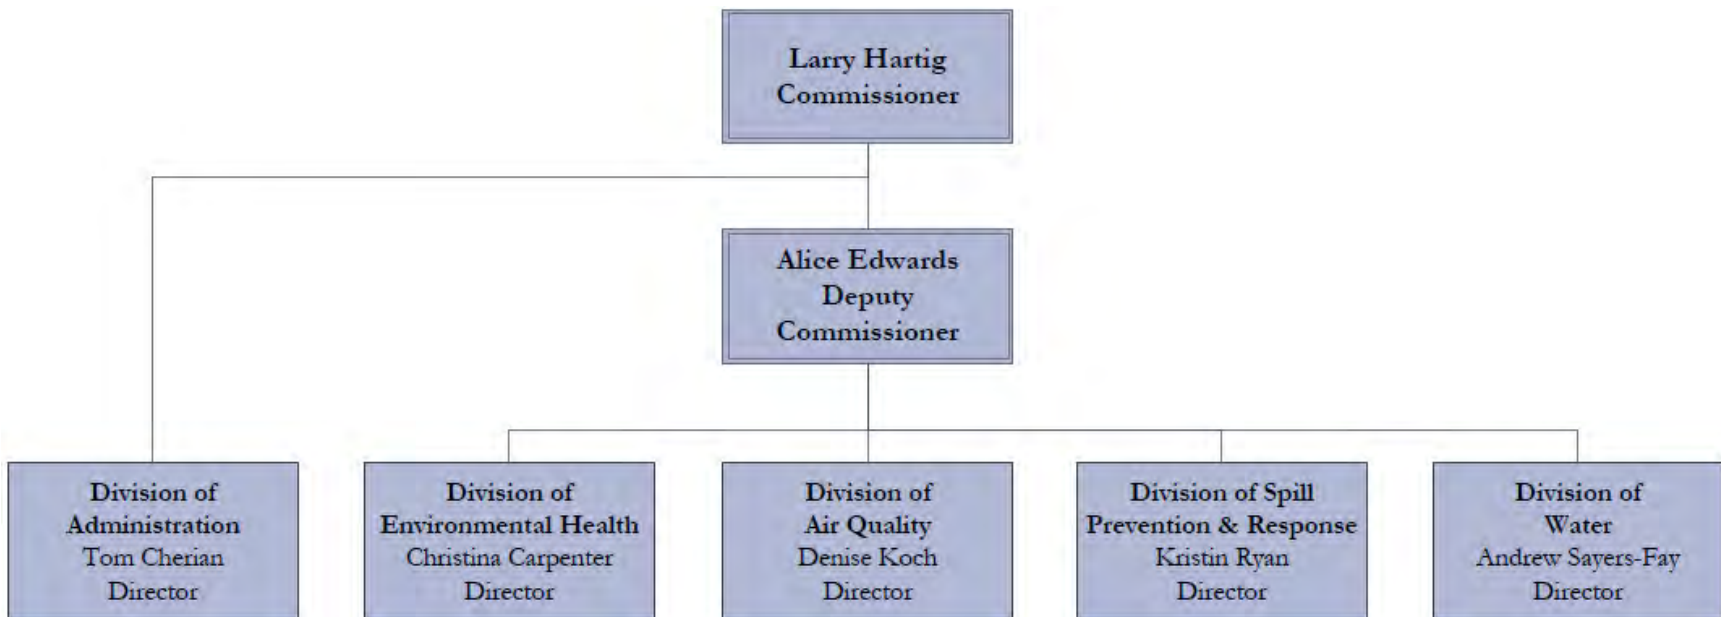 Larry Hartig
Commissioner
Alice Edwards
Deputy
Commissioner
Division of
Administration
Tom Cherian
Director
Division of
Environmental Health
Christina Carpenter
Director
Division of
Air Quality
Denise Koch
Director
Division of Spill
Prevention & Response
Kristin Ryan
Director
Division of
Water
Andrew Sayers-Fay
Director